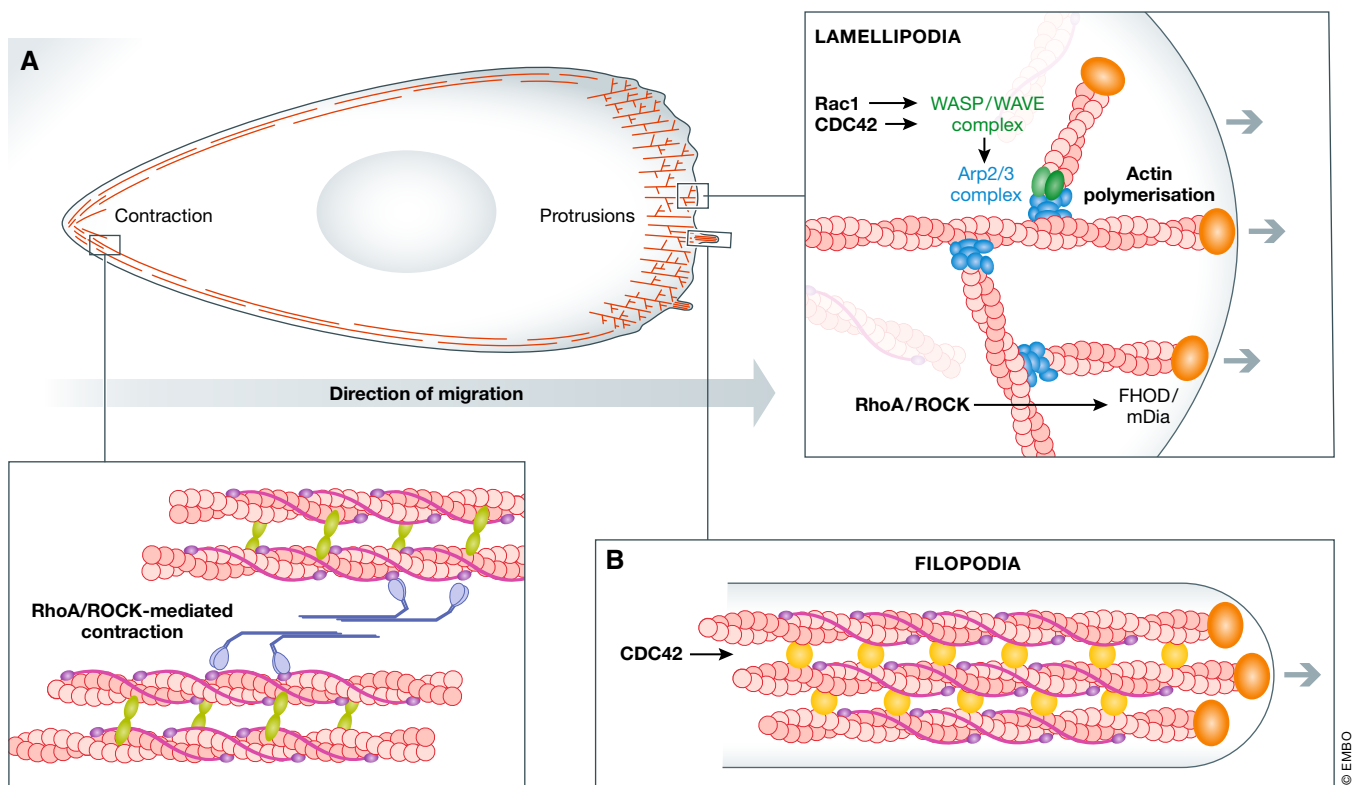 A
Contraction
Protrusions
Direction of migration
LAMELLIPODIA
Rac1
CDC42
WASP/WAVE
complex
Arp2/3
complex
Actin
polymerisation
RhoA/ROCK
FHOD/
mDia
RhoA/ROCK-mediated
contraction
B
FILOPODIA
CDC42
© EMBO